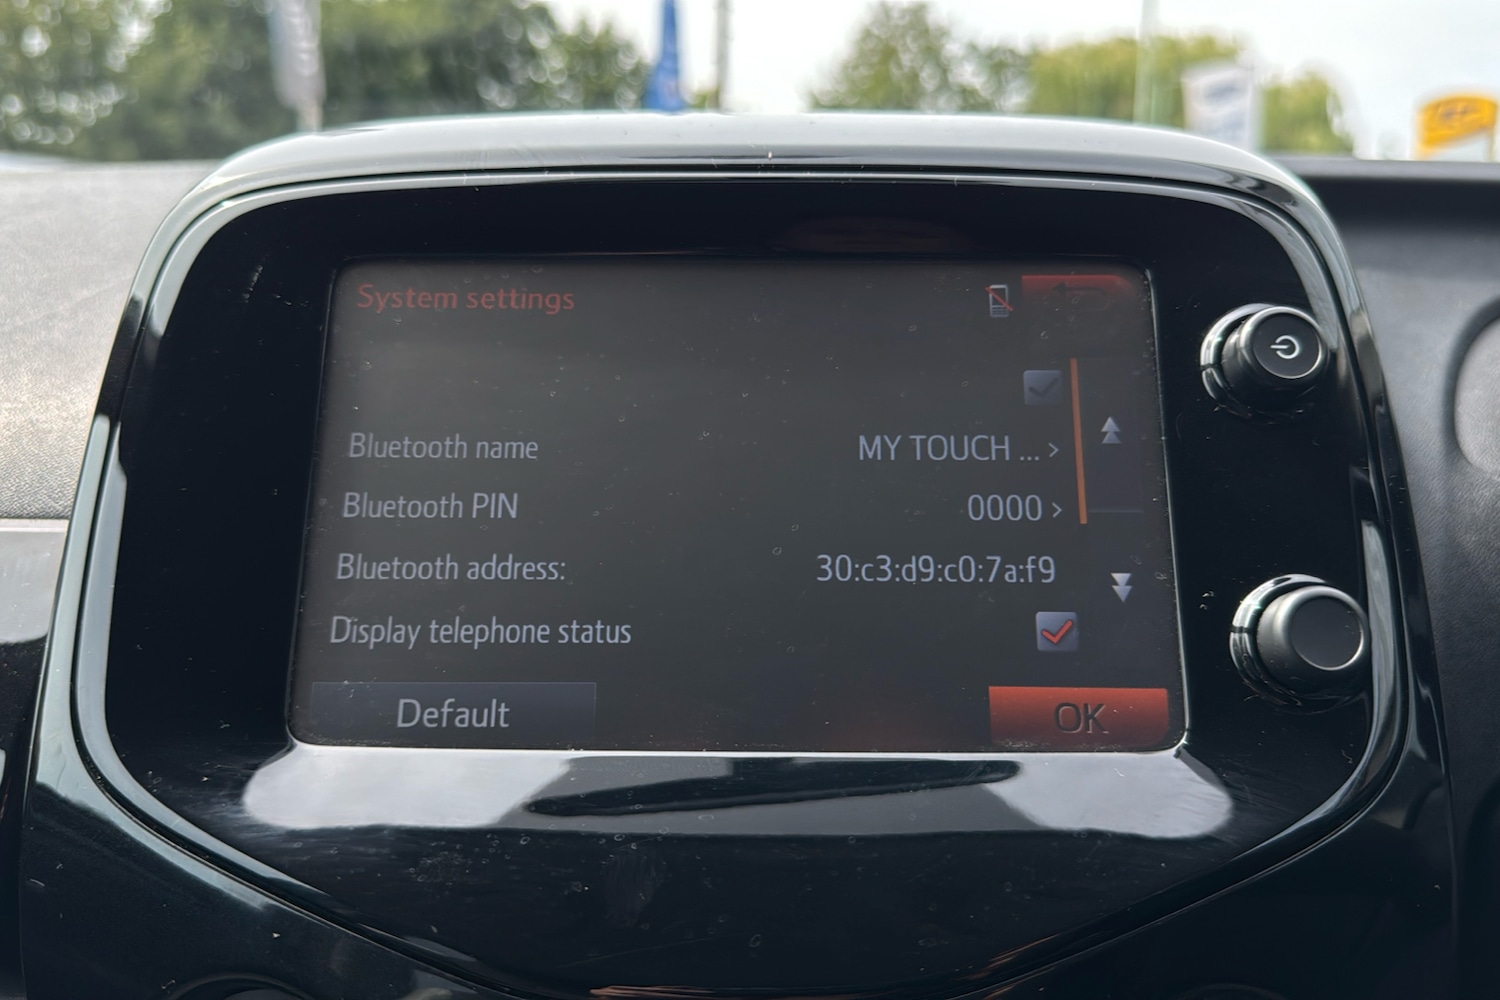 System settings
Bluetooth name MY TOUCH ... >
Bluetooth PIN 0000 >
Bluetooth address: 30:c3:d9:c0:7a:f9
Display telephone status
Default OK